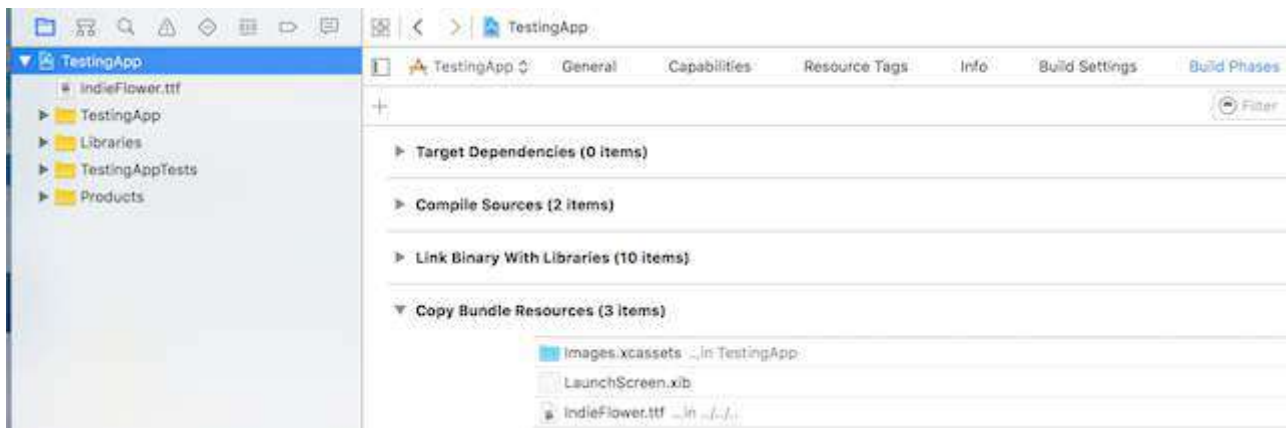 TestingApp
TestingApp
TestingApp General Capabilities Resource Tags Info Build Settings Build Phases
IndieFlower.ttf
TestingApp
Filter
Libraries
TestingAppTests
Products
Target Dependencies (0 items)
Compile Sources (2 items)
Link Binary With Libraries (10 items)
Copy Bundle Resources (3 items)
Images.xcassets ...in TestingApp
LaunchScreen.xib
IndieFlower.ttf ...in ../../..